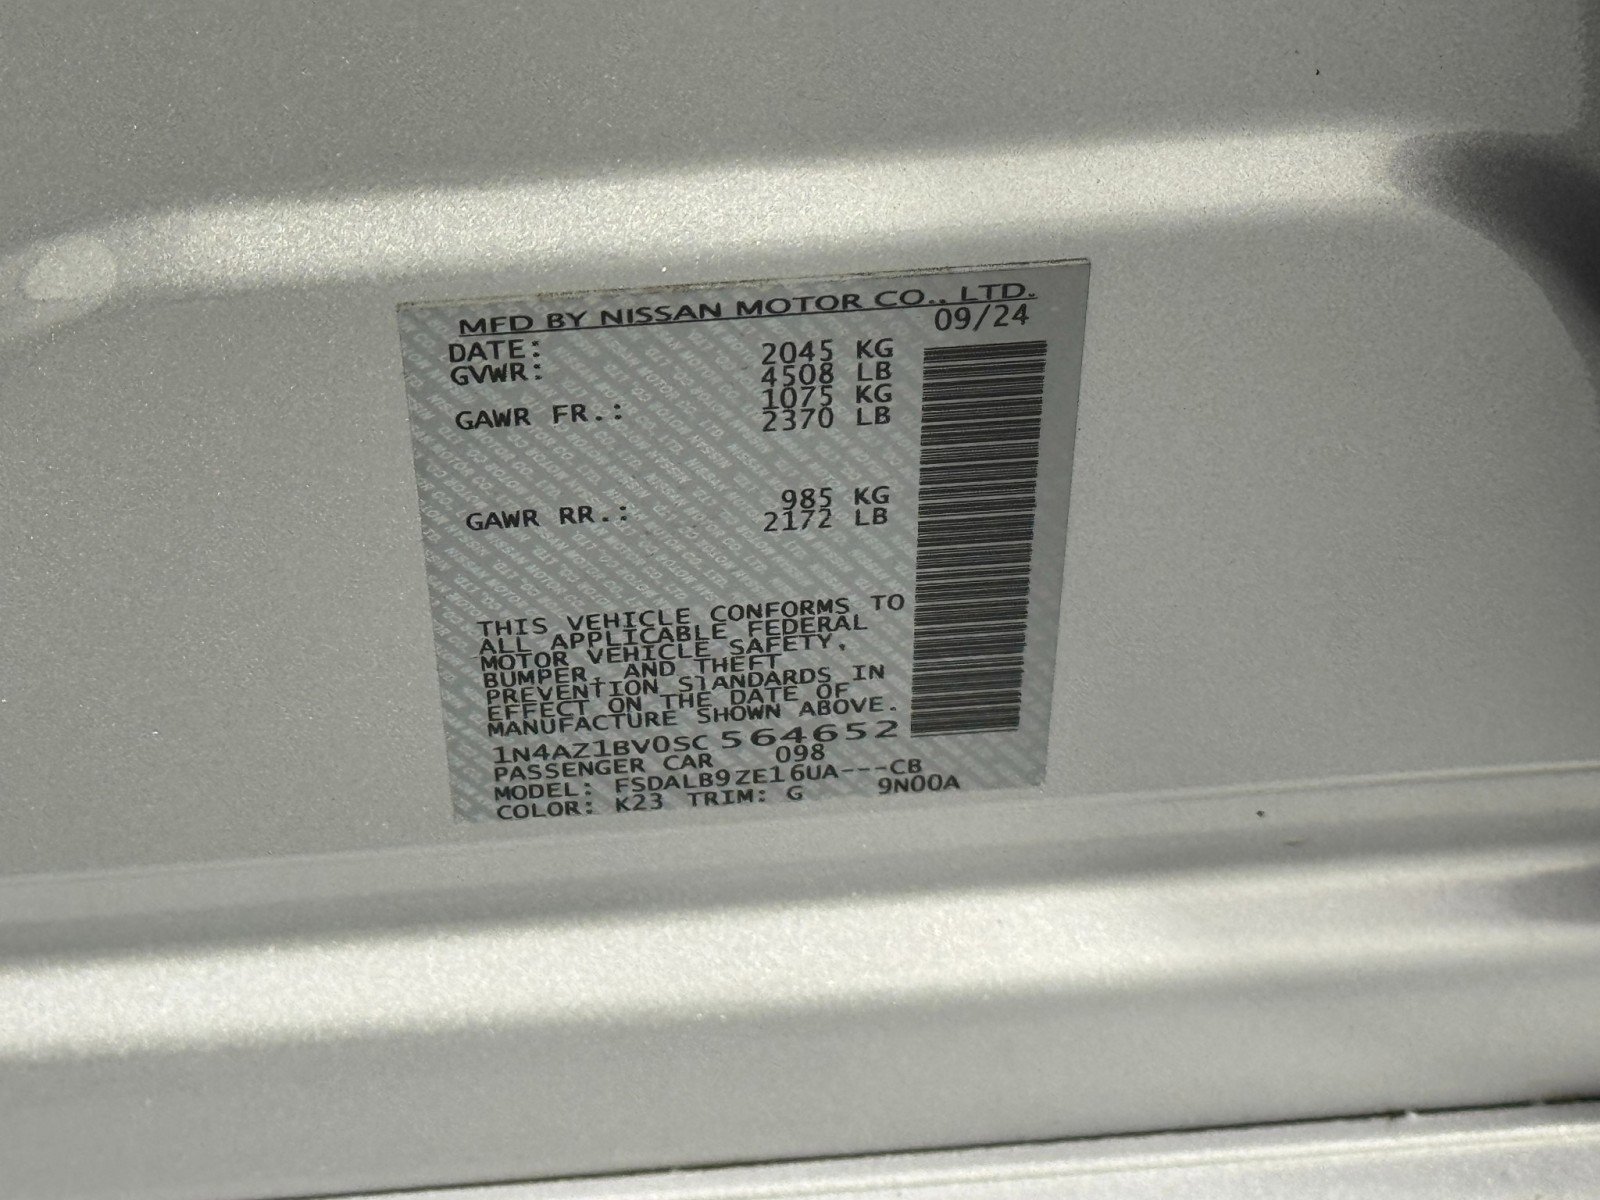 MFD BY NISSAN MOTOR CO., LTD.
DATE: 09/24
GVWR: 2045 KG
4508 LB
GAWR FR.: 1075 KG
2370 LB
GAWR RR.: 985 KG
2172 LB
THIS VEHICLE CONFORMS TO
ALL APPLICABLE FEDERAL
MOTOR VEHICLE SAFETY,
BUMPER, AND THEFT
PREVENTION STANDARDS IN
EFFECT ON THE DATE OF
MANUFACTURE SHOWN ABOVE.
1N4AZ1BV0SC564652
PASSENGER CAR 098
MODEL: FSDALB9ZE16UA---CB
COLOR: K23 TRIM: G 9N00A